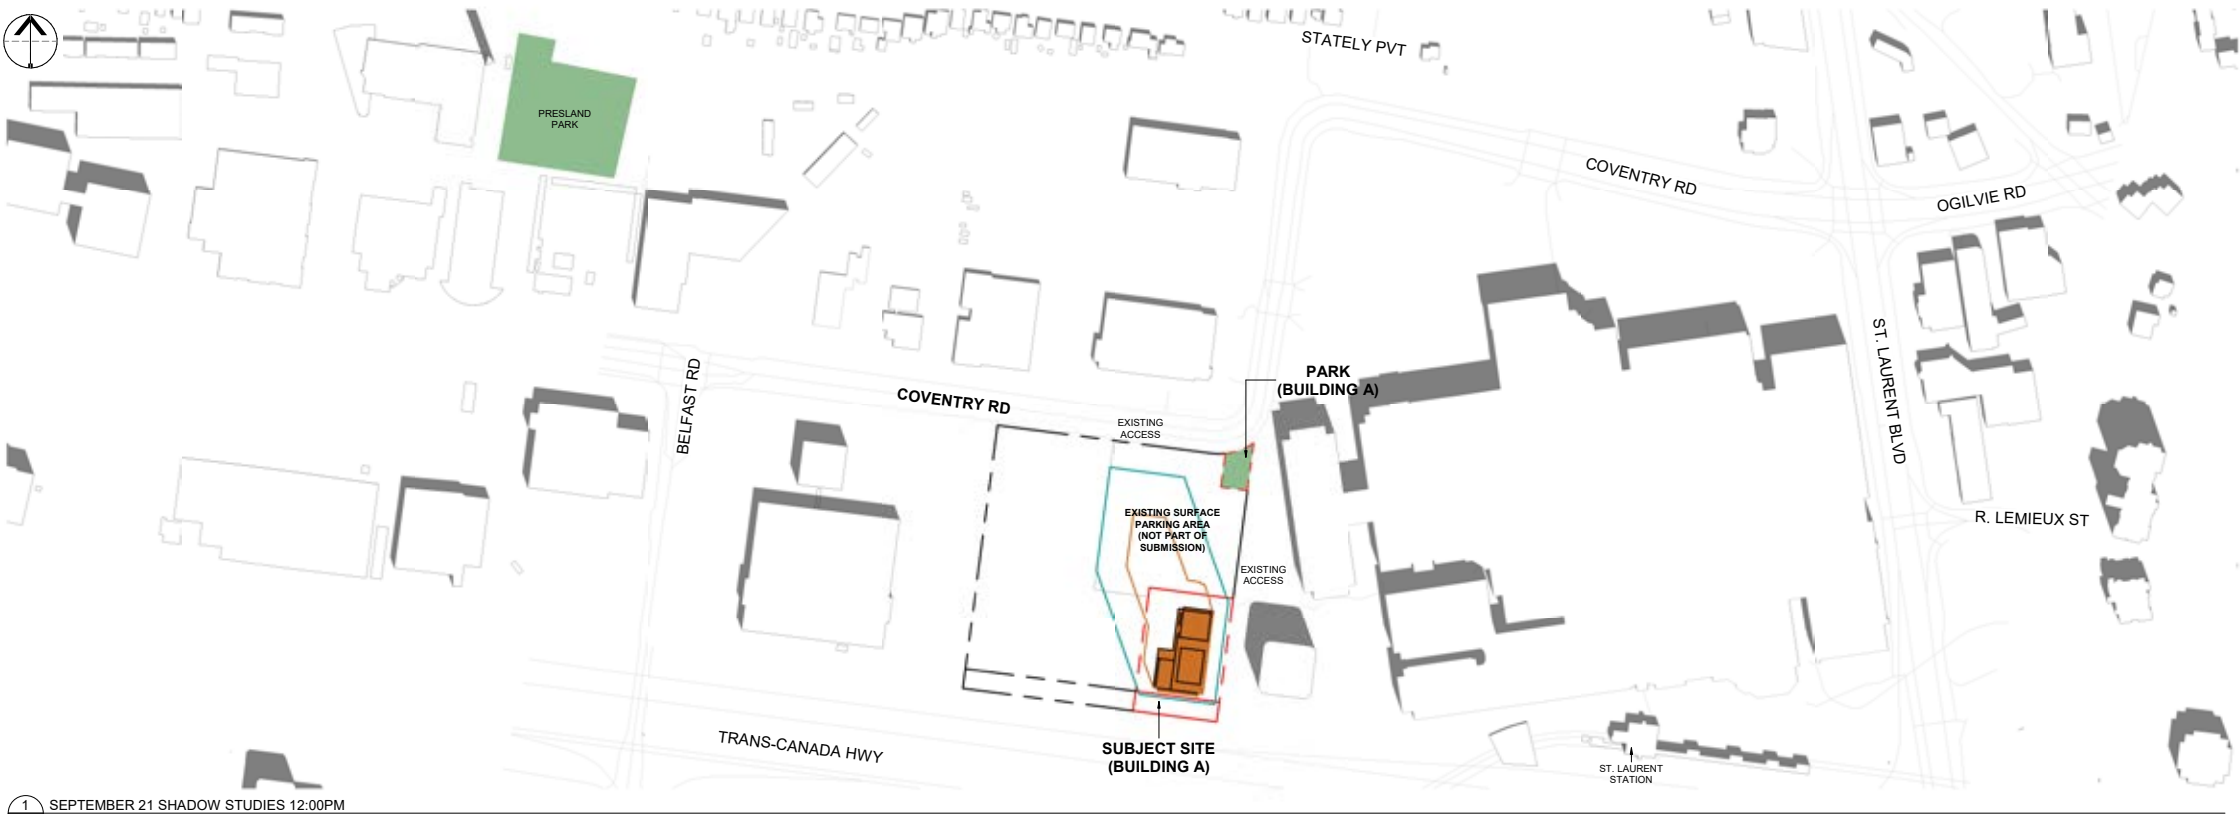 STATELY PVT
PRESLAND
PARK
COVENTRY RD
OGILVIE RD
ST. LAURENT BLVD
BELFAST RD
PARK
(BUILDING A)
COVENTRY RD
EXISTING
ACCESS
EXISTING SURFACE
PARKING AREA
(NOT PART OF
SUBMISSION)
R. LEMIEUX ST
EXISTING
ACCESS
TRANS-CANADA HWY
SUBJECT SITE
(BUILDING A)
ST. LAURENT
STATION
1 SEPTEMBER 21 SHADOW STUDIES 12:00PM